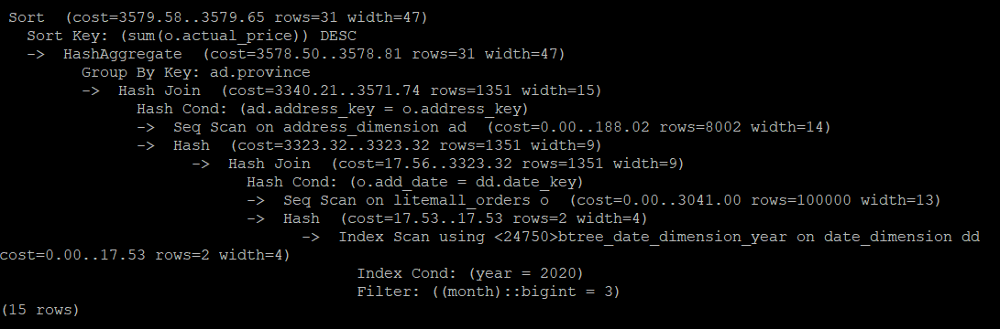 Sort  (cost=3579.58..3579.65 rows=31 width=47)
  Sort Key: (sum(o.actual_price)) DESC
  ->  HashAggregate  (cost=3578.50..3578.81 rows=31 width=47)
        Group By Key: ad.province
        ->  Hash Join  (cost=3340.21..3571.74 rows=1351 width=15)
              Hash Cond: (ad.address_key = o.address_key)
              ->  Seq Scan on address_dimension ad  (cost=0.00..188.02 rows=8002 width=14)
              ->  Hash  (cost=3323.32..3323.32 rows=1351 width=9)
                    ->  Hash Join  (cost=17.56..3323.32 rows=1351 width=9)
                          Hash Cond: (o.add_date = dd.date_key)
                          ->  Seq Scan on litemall_orders o  (cost=0.00..3041.00 rows=100000 width=13)
                          ->  Hash  (cost=17.53..17.53 rows=2 width=4)
                                ->  Index Scan using <24750>btree_date_dimension_year on date_dimension dd
cost=0.00..17.53 rows=2 width=4)
                                      Index Cond: (year = 2020)
                                      Filter: ((month)::bigint = 3)
(15 rows)